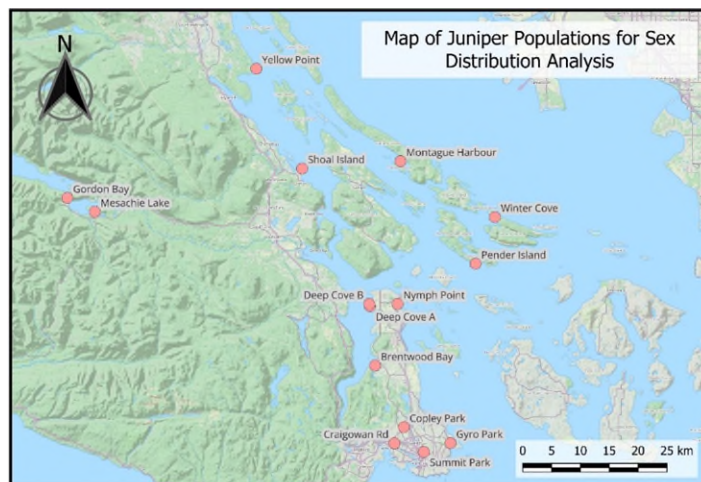 Map of Juniper Populations for Sex
Distribution Analysis
N
Yellow Point
Shoal Island
Montague Harbour
Gordon Bay
Mesachie Lake
Winter Cove
Pender Island
Deep Cove B
Nymph Point
Deep Cove A
Brentwood Bay
Copley Park
Craigowan Rd
Gyro Park
Summit Park
0 5 10 15 20 25 km